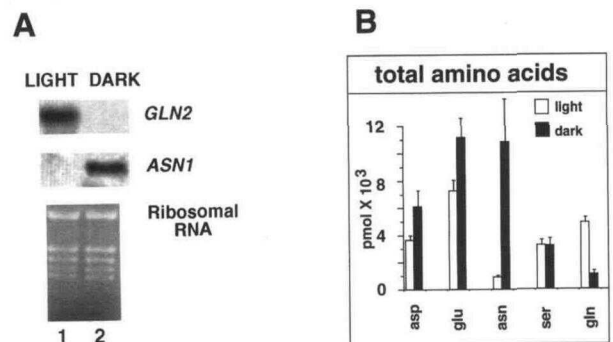 A
LIGHT DARK
GLN2
ASN1
Ribosomal
RNA
1 2
B
total amino acids
light
dark
pmol X 10³
12
8
4
0
asp
glu
asn
ser
gln